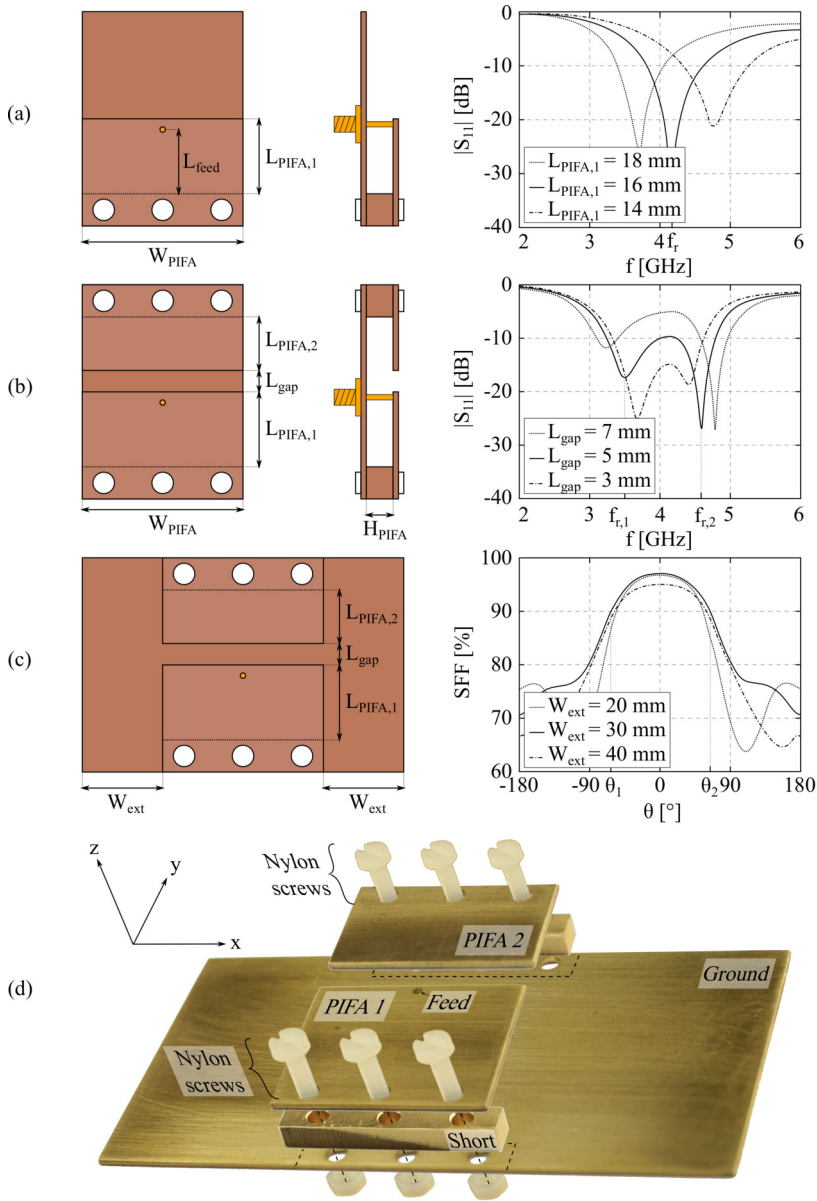 (a)
L_feed
L_PIFA,1
W_PIFA
|S₁₁| [dB]
0
-10
-20
-30
-40
L_PIFA,1 = 18 mm
L_PIFA,1 = 16 mm
L_PIFA,1 = 14 mm
2 3 4 f_r 5 6
f [GHz]
(b)
L_PIFA,2
L_gap
L_PIFA,1
W_PIFA
H_PIFA
|S₁₁| [dB]
0
-10
-20
-30
-40
L_gap = 7 mm
L_gap = 5 mm
L_gap = 3 mm
2 3 f_r,1 4 f_r,2 5 6
f [GHz]
(c)
L_PIFA,2
L_gap
L_PIFA,1
W_ext
W_ext
SFF [%]
100
90
80
70
60
W_ext = 20 mm
W_ext = 30 mm
W_ext = 40 mm
-180 -90 θ₁ 0 θ₂ 90 180
θ [°]
(d)
z
y
x
Nylon
screws
PIFA 2
Ground
PIFA 1
Feed
Nylon
screws
Short